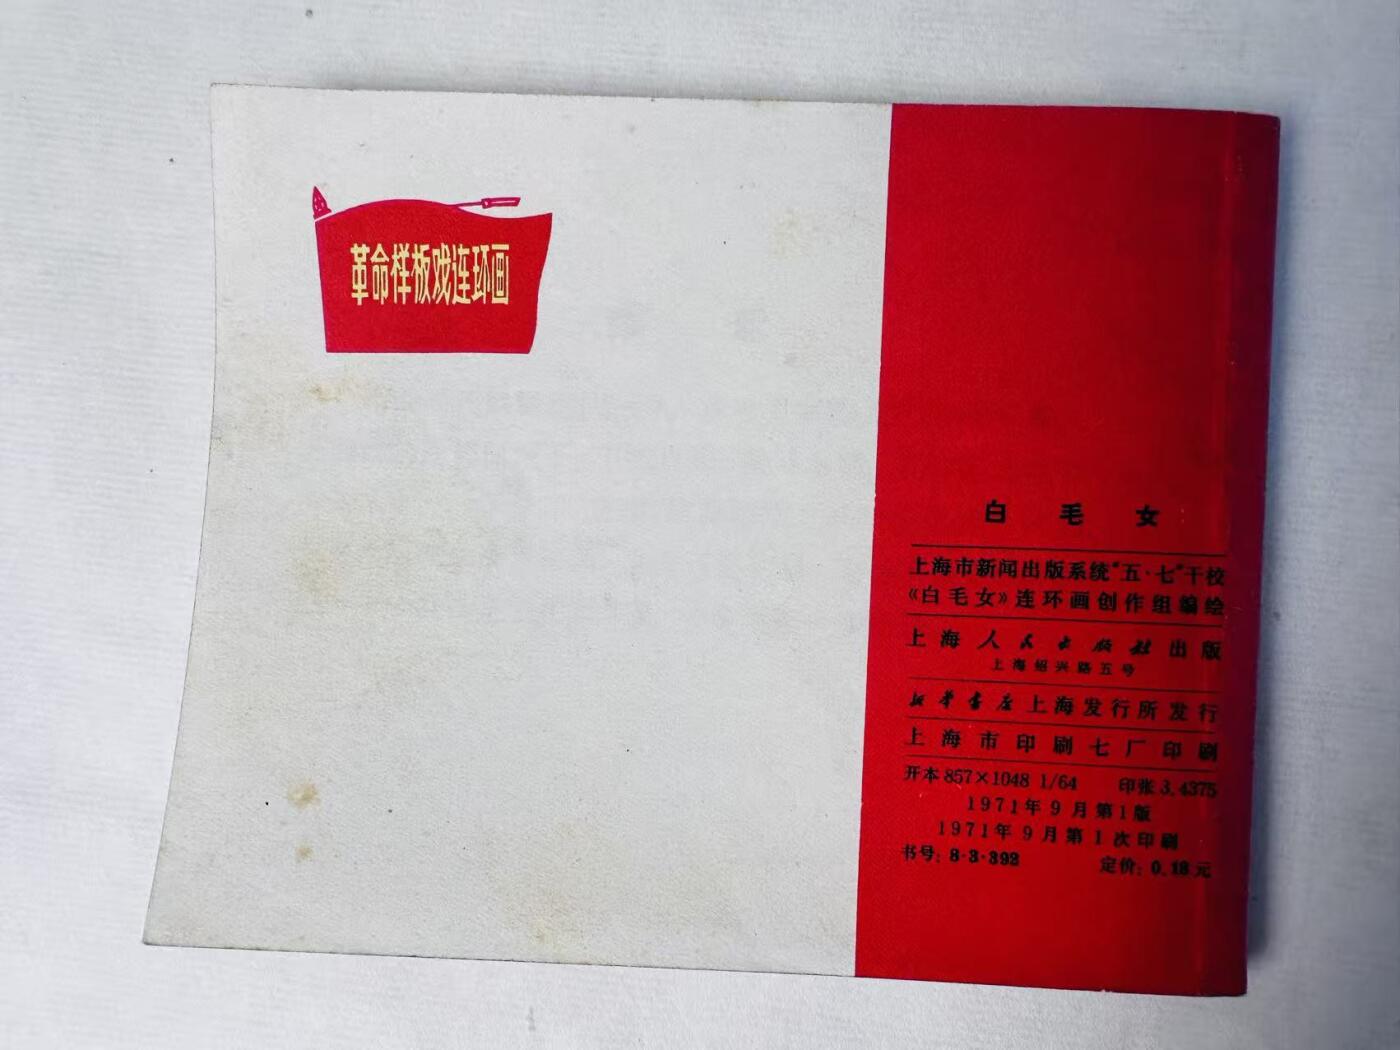 革命样板戏连环画
白毛女
上海市新闻出版系统“五·七”干校
《白毛女》连环画创作组编绘
上海人民出版社出版
上海绍兴路五号
新华书店上海发行所发行
上海市印刷七厂印刷
开本 857×1048 1/64 印张 3.4375
1971年9月第1版
1971年9月第1次印刷
书号：8·3·392 定价：0.18元